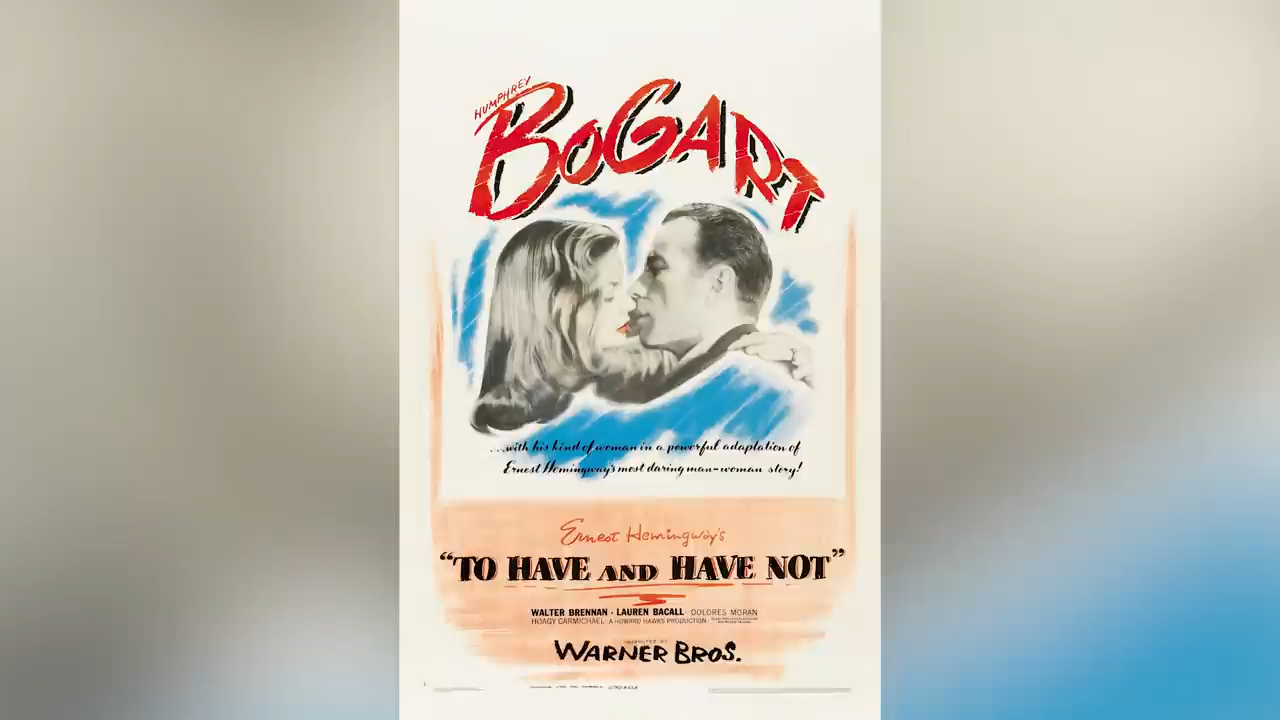 HUMPHREY
BOGART
...with his kind of woman in a powerful adaptation of
Ernest Hemingway's most daring man-woman story!
Ernest Hemingway's
"TO HAVE AND HAVE NOT"
WALTER BRENNAN · LAUREN BACALL · DOLORES MORAN
HOAGY CARMICHAEL · A HOWARD HAWKS PRODUCTION ·
WARNER BROS.